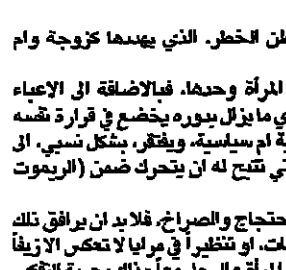 طن الخطر. الذي يهددها كزوجة وام
المرأة وحدها. فبالاضافة الى الاعباء
ي ما يزال بدوره يخضع في قرارة نفسه
ية ام سياسية، ويفتقر، بشكل نسبي، الى
تي تتيح له ان يتحرك ضمن (الريموت
حتجاج والصراخ، فلا بد ان يرافق تلك
ات، او تنظيراً في مرايا لا تعكس الا زيفاً